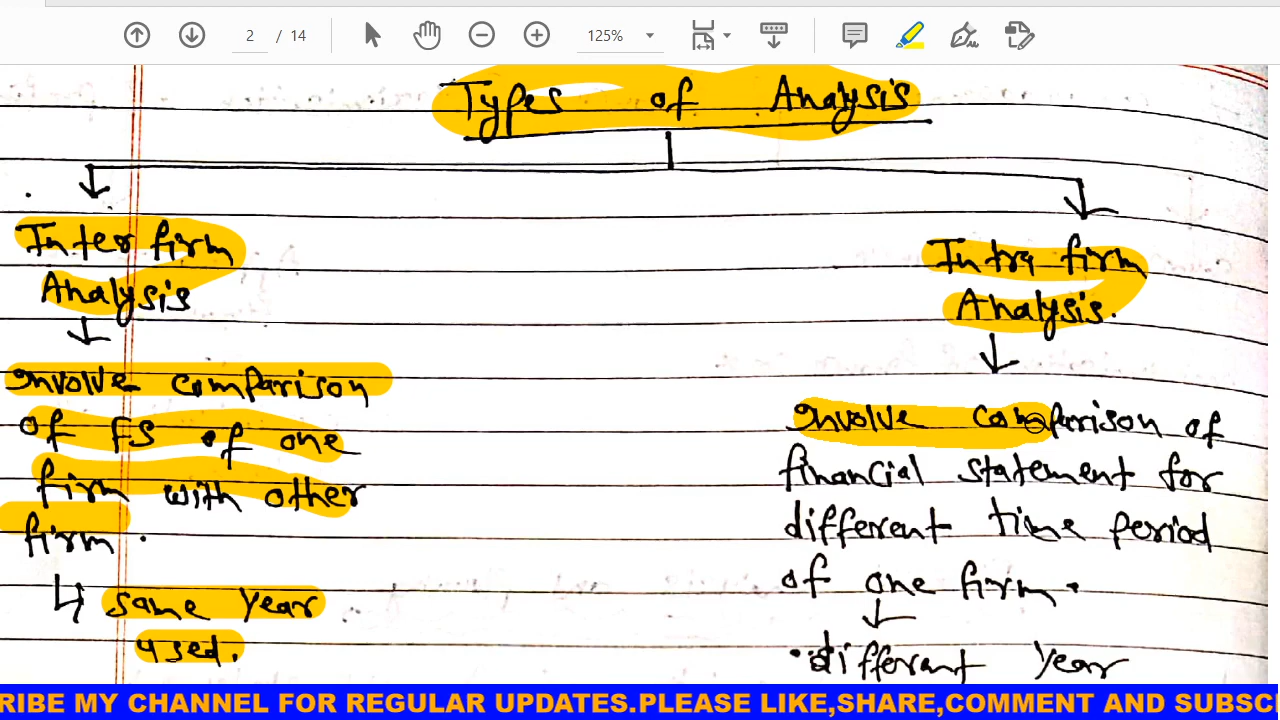 2 / 14
125%
Types of Analysis
Inter firm
Analysis
Involve comparison
of FS of one
firm with other
firm.
Same Year
used.
Intra firm
Analysis.
Involve comparison of
financial statement for
different time period
of one firm.
different Year
RIBE MY CHANNEL FOR REGULAR UPDATES.PLEASE LIKE,SHARE,COMMENT AND SUBSC